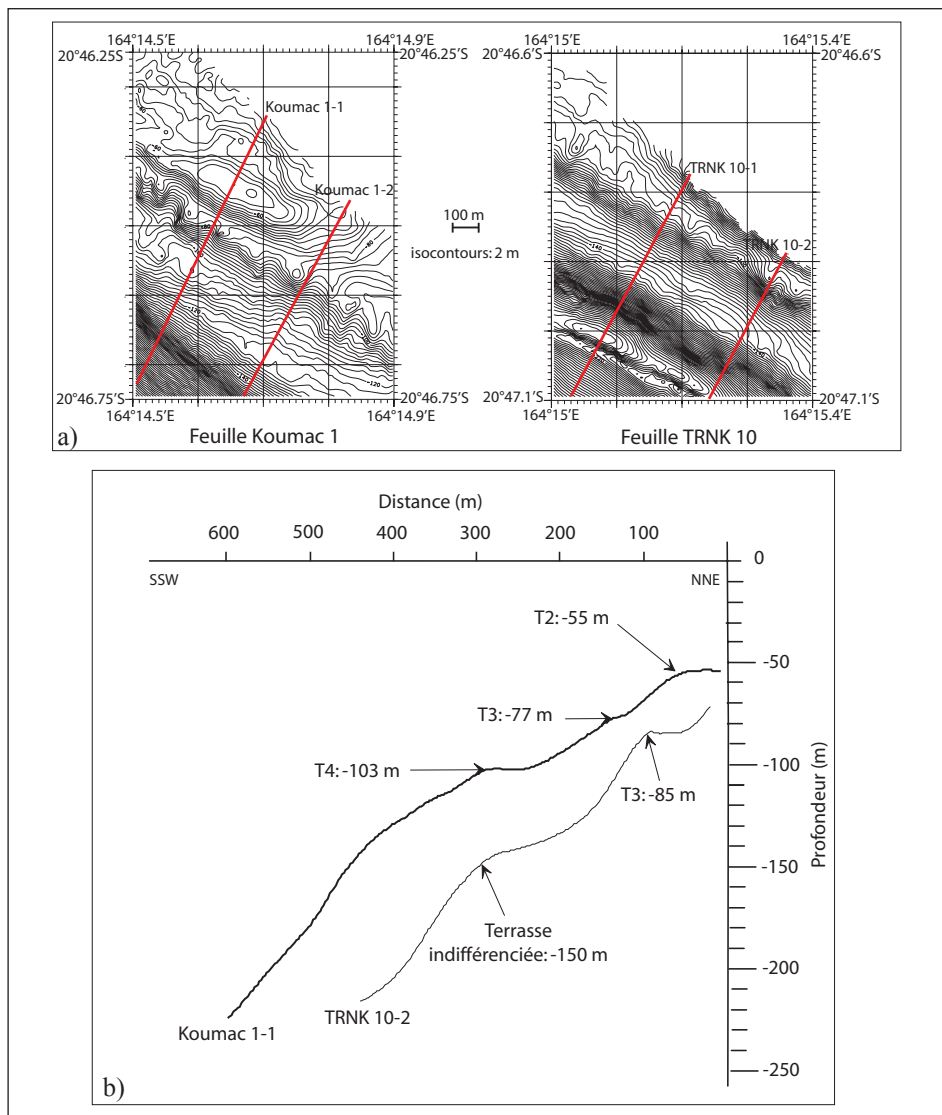 164°14.5'E 164°14.9'E
20°46.25S 20°46.25S
Koumac 1-1
Koumac 1-2
20°46.75S 20°46.75S
164°14.5'E 164°14.9'E
a) Feuille Koumac 1
100 m
isocontours: 2 m
164°15'E 164°15.4'E
20°46.6'S 20°46.6'S
TRNK 10-1
TRNK 10-2
20°47.1'S 20°47.1'S
164°15'E 164°15.4'E
Feuille TRNK 10
Distance (m)
600 500 400 300 200 100
0
SSW NNE
T2: -55 m
-50
T3: -77 m
T4: -103 m
-100
T3: -85 m
Profondeur (m)
-150
Terrasse
indifférenciée: -150 m
-200
TRNK 10-2
Koumac 1-1
-250
b)